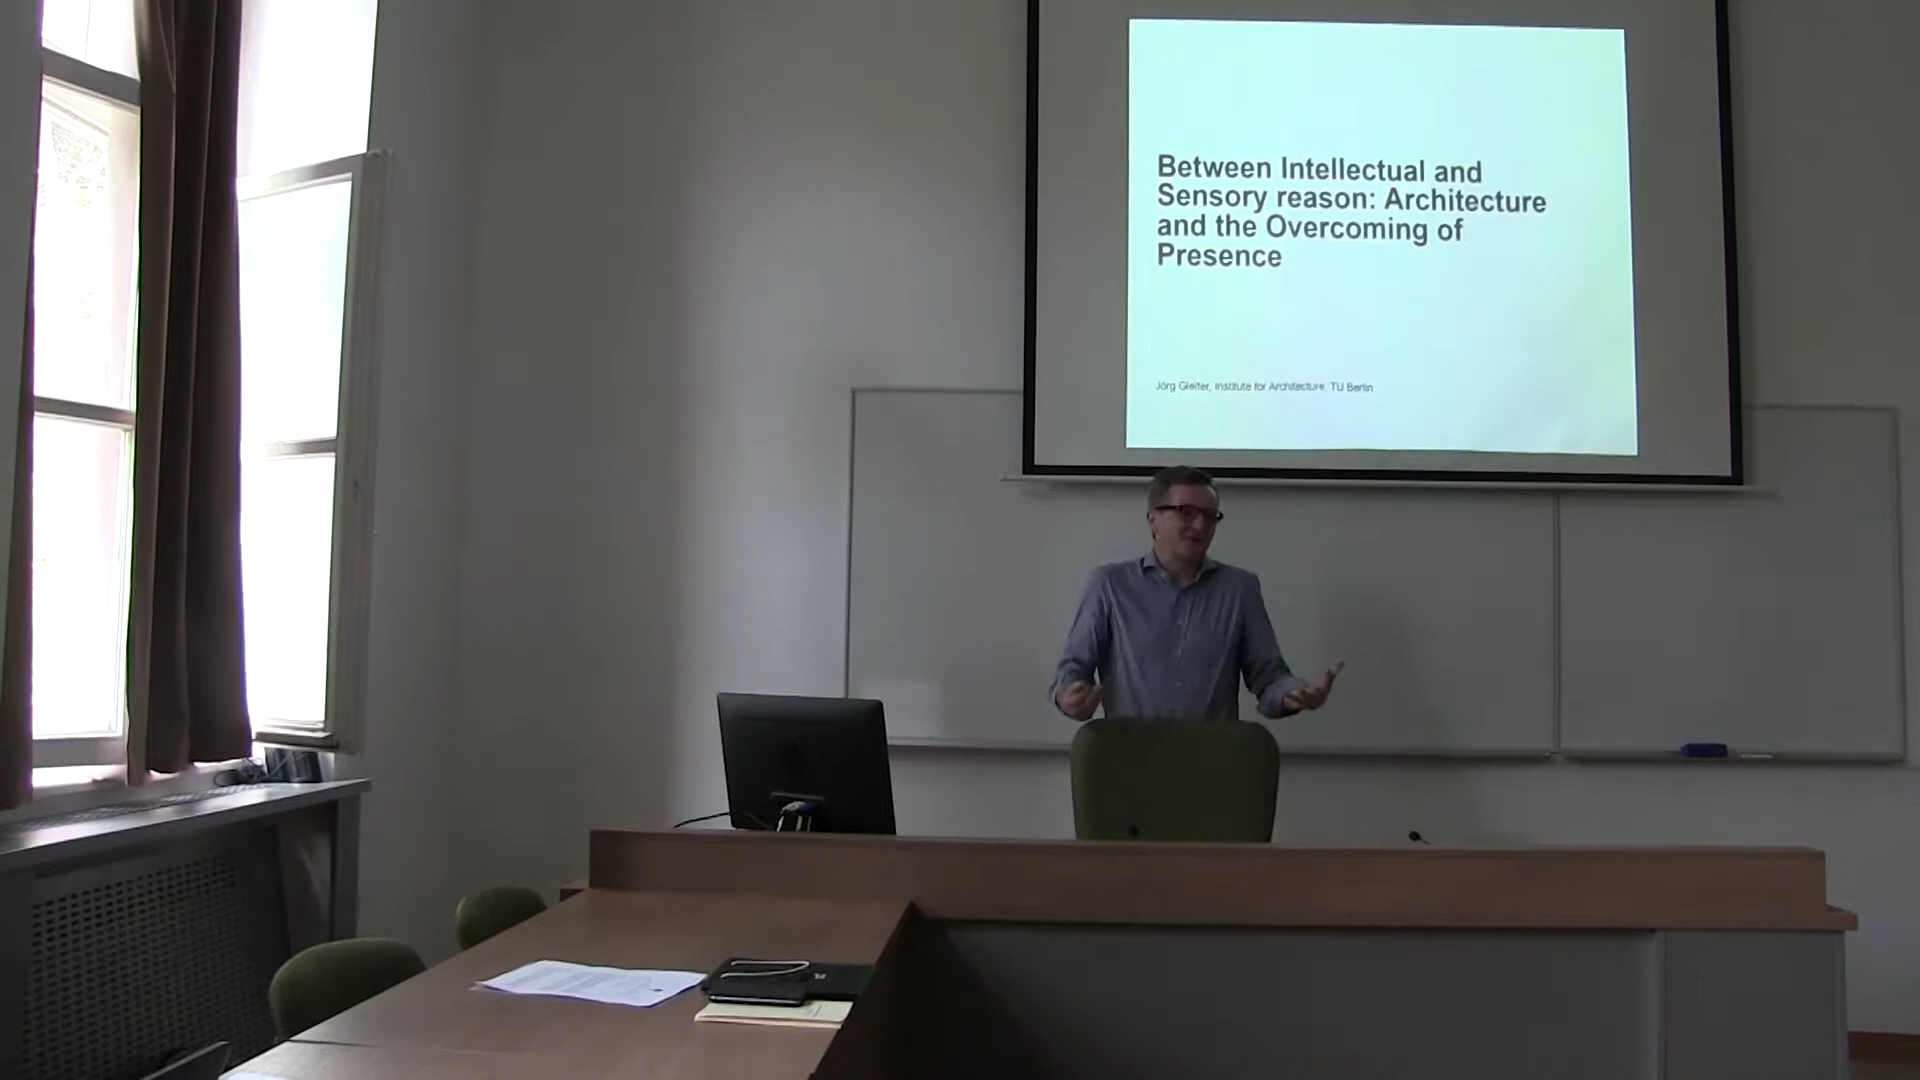 Between Intellectual and
Sensory reason: Architecture
and the Overcoming of
Presence
Jörg Gleiter, Institute for Architecture, TU Berlin